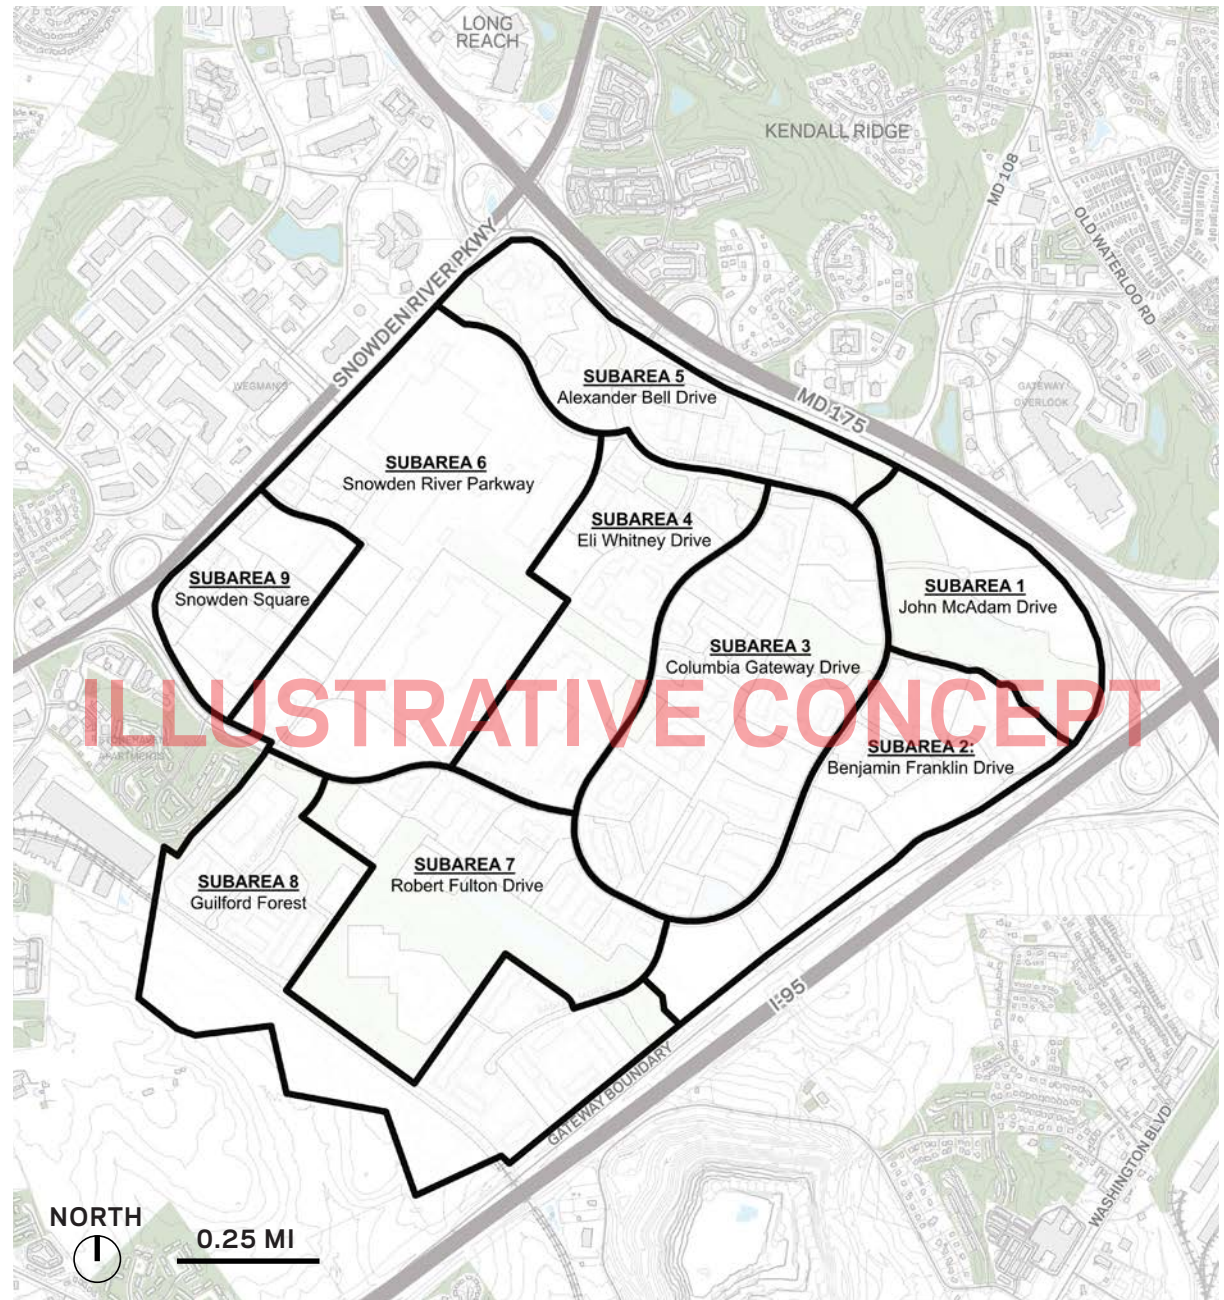 LONG
REACH
KENDALL RIDGE
MD 108
OLD WATERLOO RD
SNOWDEN RIVER PKWY
WEGMAN'S
SUBAREA 5
Alexander Bell Drive
MD 175
GATEWAY
OVERLOOK
SUBAREA 6
Snowden River Parkway
SUBAREA 4
Eli Whitney Drive
SUBAREA 9
Snowden Square
SUBAREA 1
John McAdam Drive
SUBAREA 3
Columbia Gateway Drive
ILLUSTRATIVE CONCEPT
APARTMENTS
SUBAREA 2:
Benjamin Franklin Drive
SUBAREA 8
Guilford Forest
SUBAREA 7
Robert Fulton Drive
I-95
GATEWAY BOUNDARY
WASHINGTON BLVD
NORTH
0.25 MI